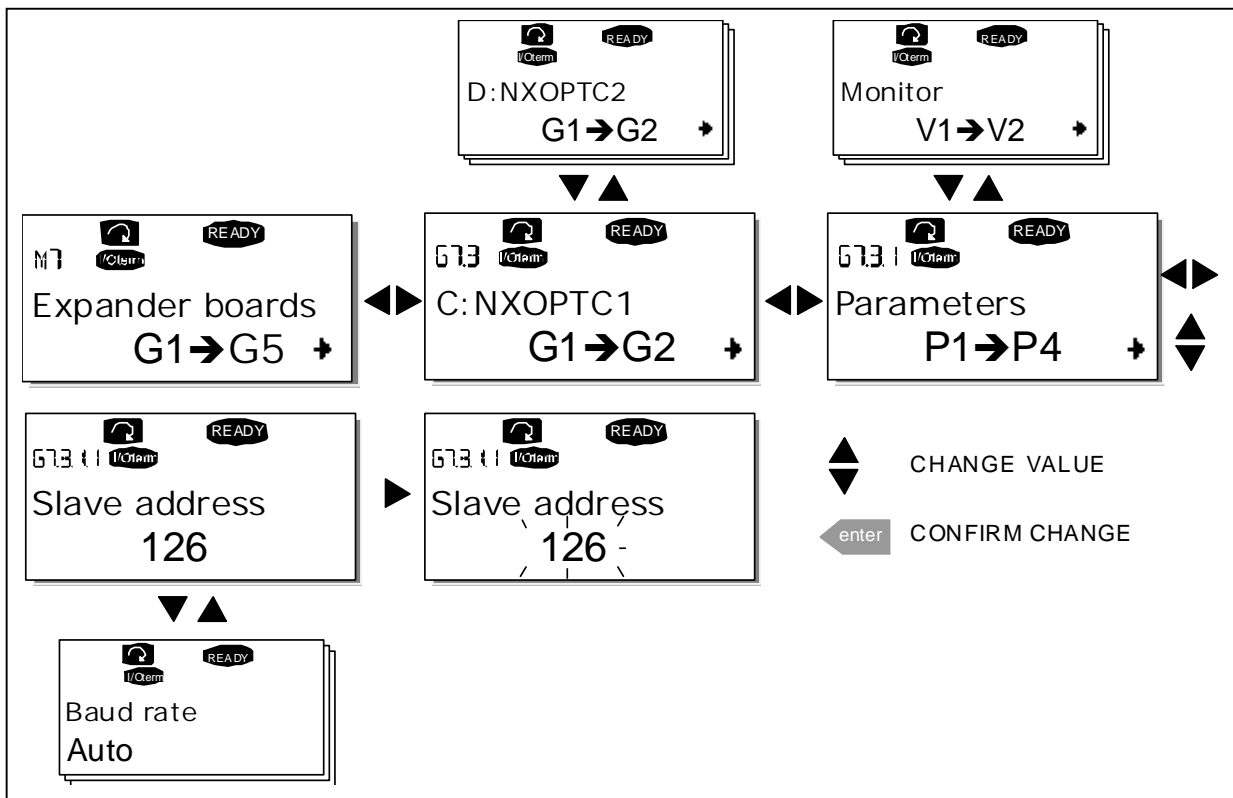 READY
I/Oterm
D:NXOPTC2
G1➔G2
READY
I/Oterm
Monitor
V1➔V2
READY
M7 I/Oterm
Expander boards
G1➔G5
READY
G7.3 I/Oterm
C:NXOPTC1
G1➔G2
READY
G7.3.1 I/Oterm
Parameters
P1➔P4
READY
G7.3.1.1 I/Oterm
Slave address
126
READY
G7.3.1.1 I/Oterm
Slave address
126
CHANGE VALUE
enter CONFIRM CHANGE
READY
I/Oterm
Baud rate
Auto